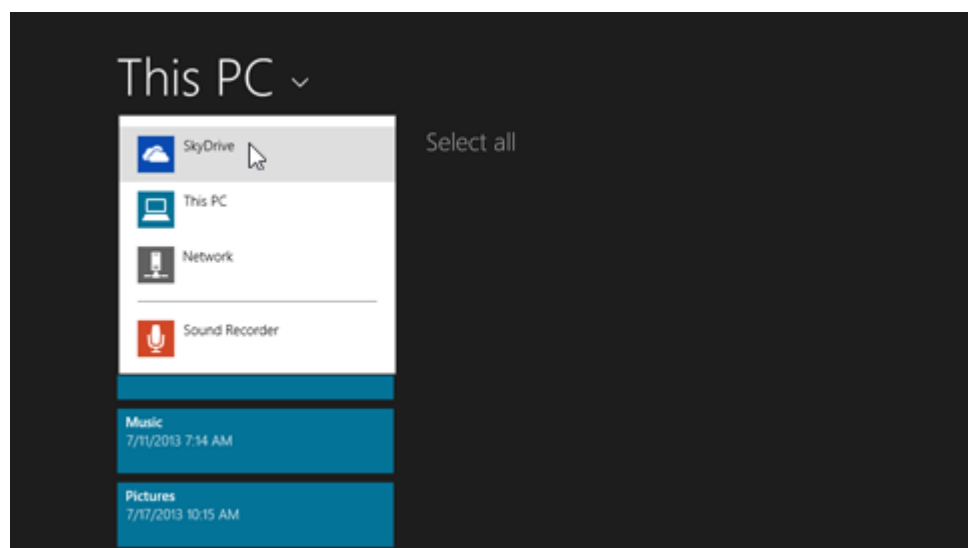 This PC
SkyDrive
Select all
This PC
Network
Sound Recorder
Music
7/11/2013 7:14 AM
Pictures
7/17/2013 10:15 AM